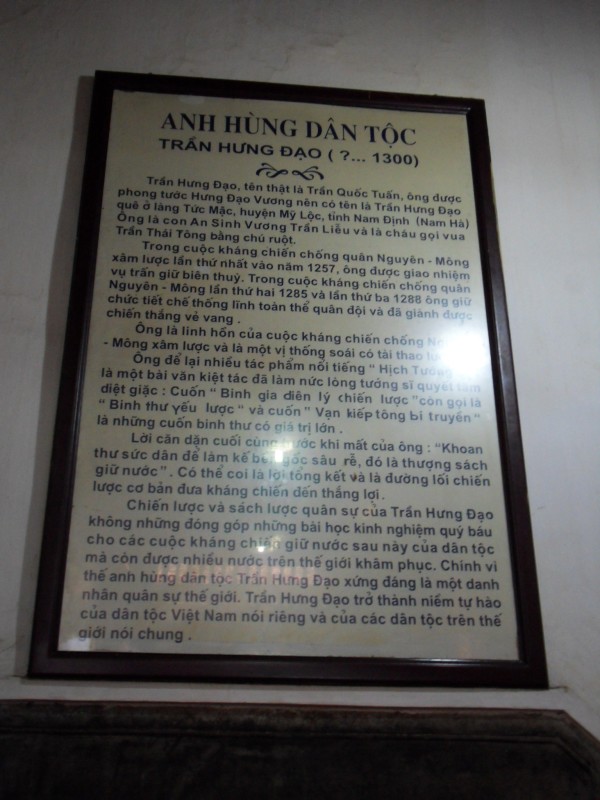 ANH HÙNG DÂN TỘC
TRẦN HƯNG ĐẠO ( ?... 1300)
Trần Hưng Đạo, tên thật là Trần Quốc Tuấn, ông được
phong tước Hưng Đạo Vương nên có tên là Trần Hưng Đạo
quê ở làng Tức Mặc, huyện Mỹ Lộc, tỉnh Nam Định (Nam Hà)
Ông là con An Sinh Vương Trần Liễu và là cháu gọi vua
Trần Thái Tông bằng chú ruột.
Trong cuộc kháng chiến chống quân Nguyên - Mông
xâm lược lần thứ nhất vào năm 1257, ông được giao nhiệm
vụ trấn giữ biên thuỳ. Trong cuộc kháng chiến chống quân
Nguyên - Mông lần thứ hai 1285 và lần thứ ba 1288 ông giữ
chức tiết chế thống lĩnh toàn thể quân đội và đã giành được
chiến thắng vẻ vang .
Ông là linh hồn của cuộc kháng chiến chống
- Mông xâm lược và là một vị thống soái có tài thao
Ông để lại nhiều tác phẩm nổi tiếng “ Hịch Tướng
là một bài văn kiệt tác đã làm nức lòng tướng sĩ quyết tâm
diệt giặc : Cuốn “ Binh gia diên lý chiến lược “còn gọi là
“ Binh thư yếu lược “ và cuốn “ Vạn kiếp tông bí truyền “
là những cuốn binh thư có giá trị lớn .
Lời căn dặn cuối cùng trước khi mất của ông : “Khoan
thư sức dân để làm kế bền gốc sâu rễ, đó là thượng sách
giữ nước” . Có thể coi là lời tổng kết và là đường lối chiến
lược cơ bản đưa kháng chiến đến thắng lợi .
Chiến lược và sách lược quân sự của Trần Hưng Đạo
không những đóng góp những bài học kinh nghiệm quý báu
cho các cuộc kháng chiến giữ nước sau này của dân tộc
mà còn được nhiều nước trên thế giới khâm phục. Chính vì
thế anh hùng dân tộc Trần Hưng Đạo xứng đáng là một danh
nhân quân sự thế giới. Trần Hưng Đạo trở thành niềm tự hào
của dân tộc Việt Nam nói riêng và của các dân tộc trên thế
giới nói chung .